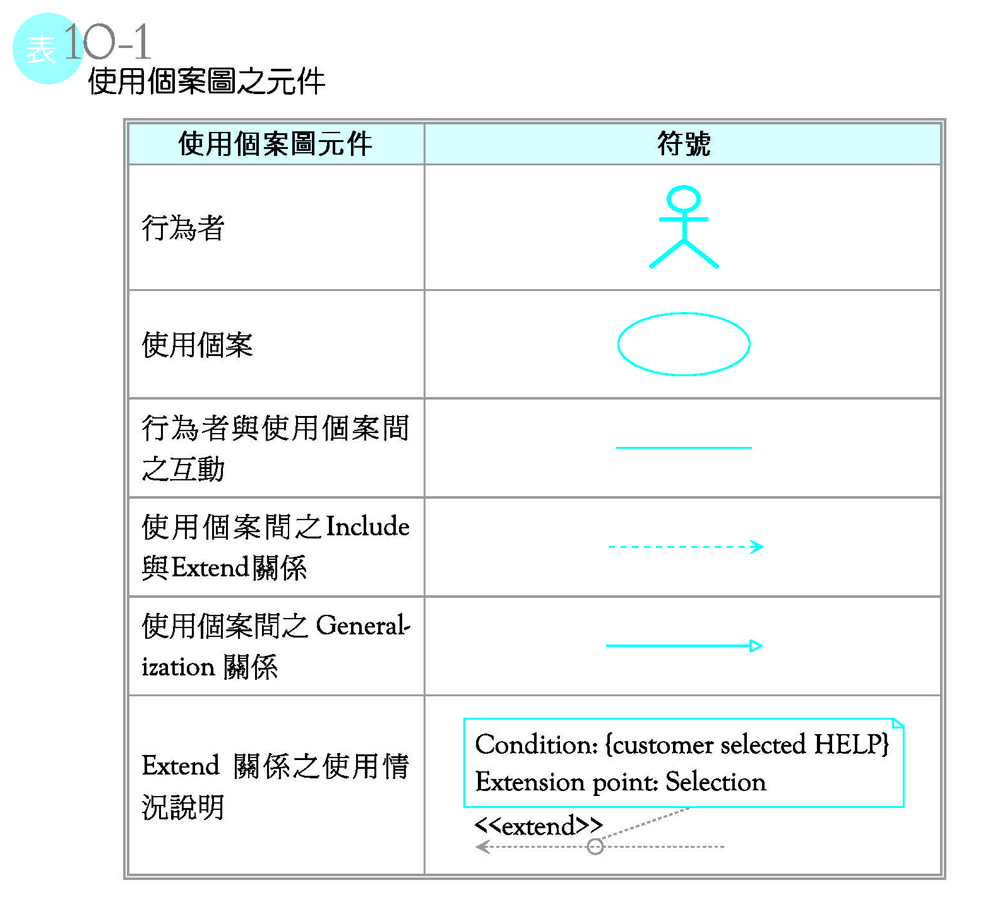 表10-1
使用個案圖之元件
使用個案圖元件
符號
行為者
使用個案
行為者與使用個案間
之互動
使用個案間之Include
與Extend關係
使用個案間之 General-
ization 關係
Extend 關係之使用情
況說明
Condition: {customer selected HELP}
Extension point: Selection
<<extend>>